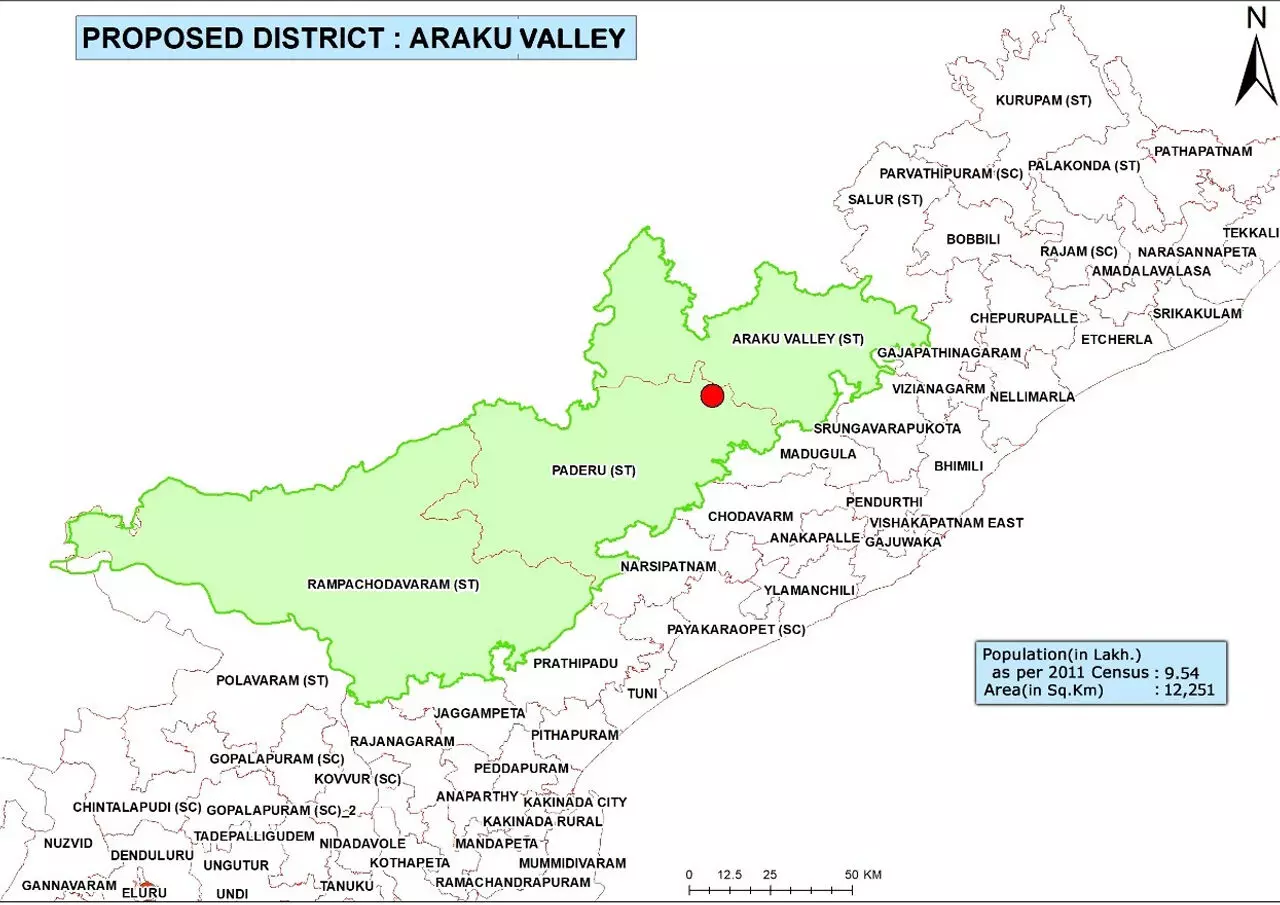 PROPOSED DISTRICT : ARAKU VALLEY
N
KURUPAM (ST)
PATHAPATNAM
PALAKONDA (ST)
PARVATHIPURAM (SC)
SALUR (ST)
TEKKALI
BOBBILI
RAJAM (SC)
NARASANNAPETA
AMADALAVALASA
SRIKAKULAM
CHEPURUPALLE
ETCHERLA
ARAKU VALLEY (ST)
GAJAPATHINAGARAM
VIZIANAGARM
NELLIMARLA
SRUNGAVARAPUKOTA
MADUGULA
BHIMILI
PADERU (ST)
PENDURTHI
CHODAVARM
VISHAKAPATNAM EAST
ANAKAPALLE
GAJUWAKA
NARSIPATNAM
RAMPACHODAVARAM (ST)
YLAMANCHILI
PAYAKARAOPET (SC)
Population(in Lakh.)
as per 2011 Census : 9.54
Area(in Sq.Km) : 12,251
PRATHIPADU
POLAVARAM (ST)
TUNI
JAGGAMPETA
PITHAPURAM
RAJANAGARAM
GOPALAPURAM (SC)
PEDDAPURAM
KOVVUR (SC)
ANAPARTHY
KAKINADA CITY
CHINTALAPUDI (SC)
GOPALAPURAM (SC)_2
KAKINADA RURAL
TADEPALLIGUDEM
NIDADAVOLE
MANDAPETA
NUZVID
DENDULURU
UNGUTUR
KOTHAPETA
MUMMIDIVARAM
GANNAVARAM
ELURU
UNDI
TANUKU
RAMACHANDRAPURAM
0 12.5 25 50 KM